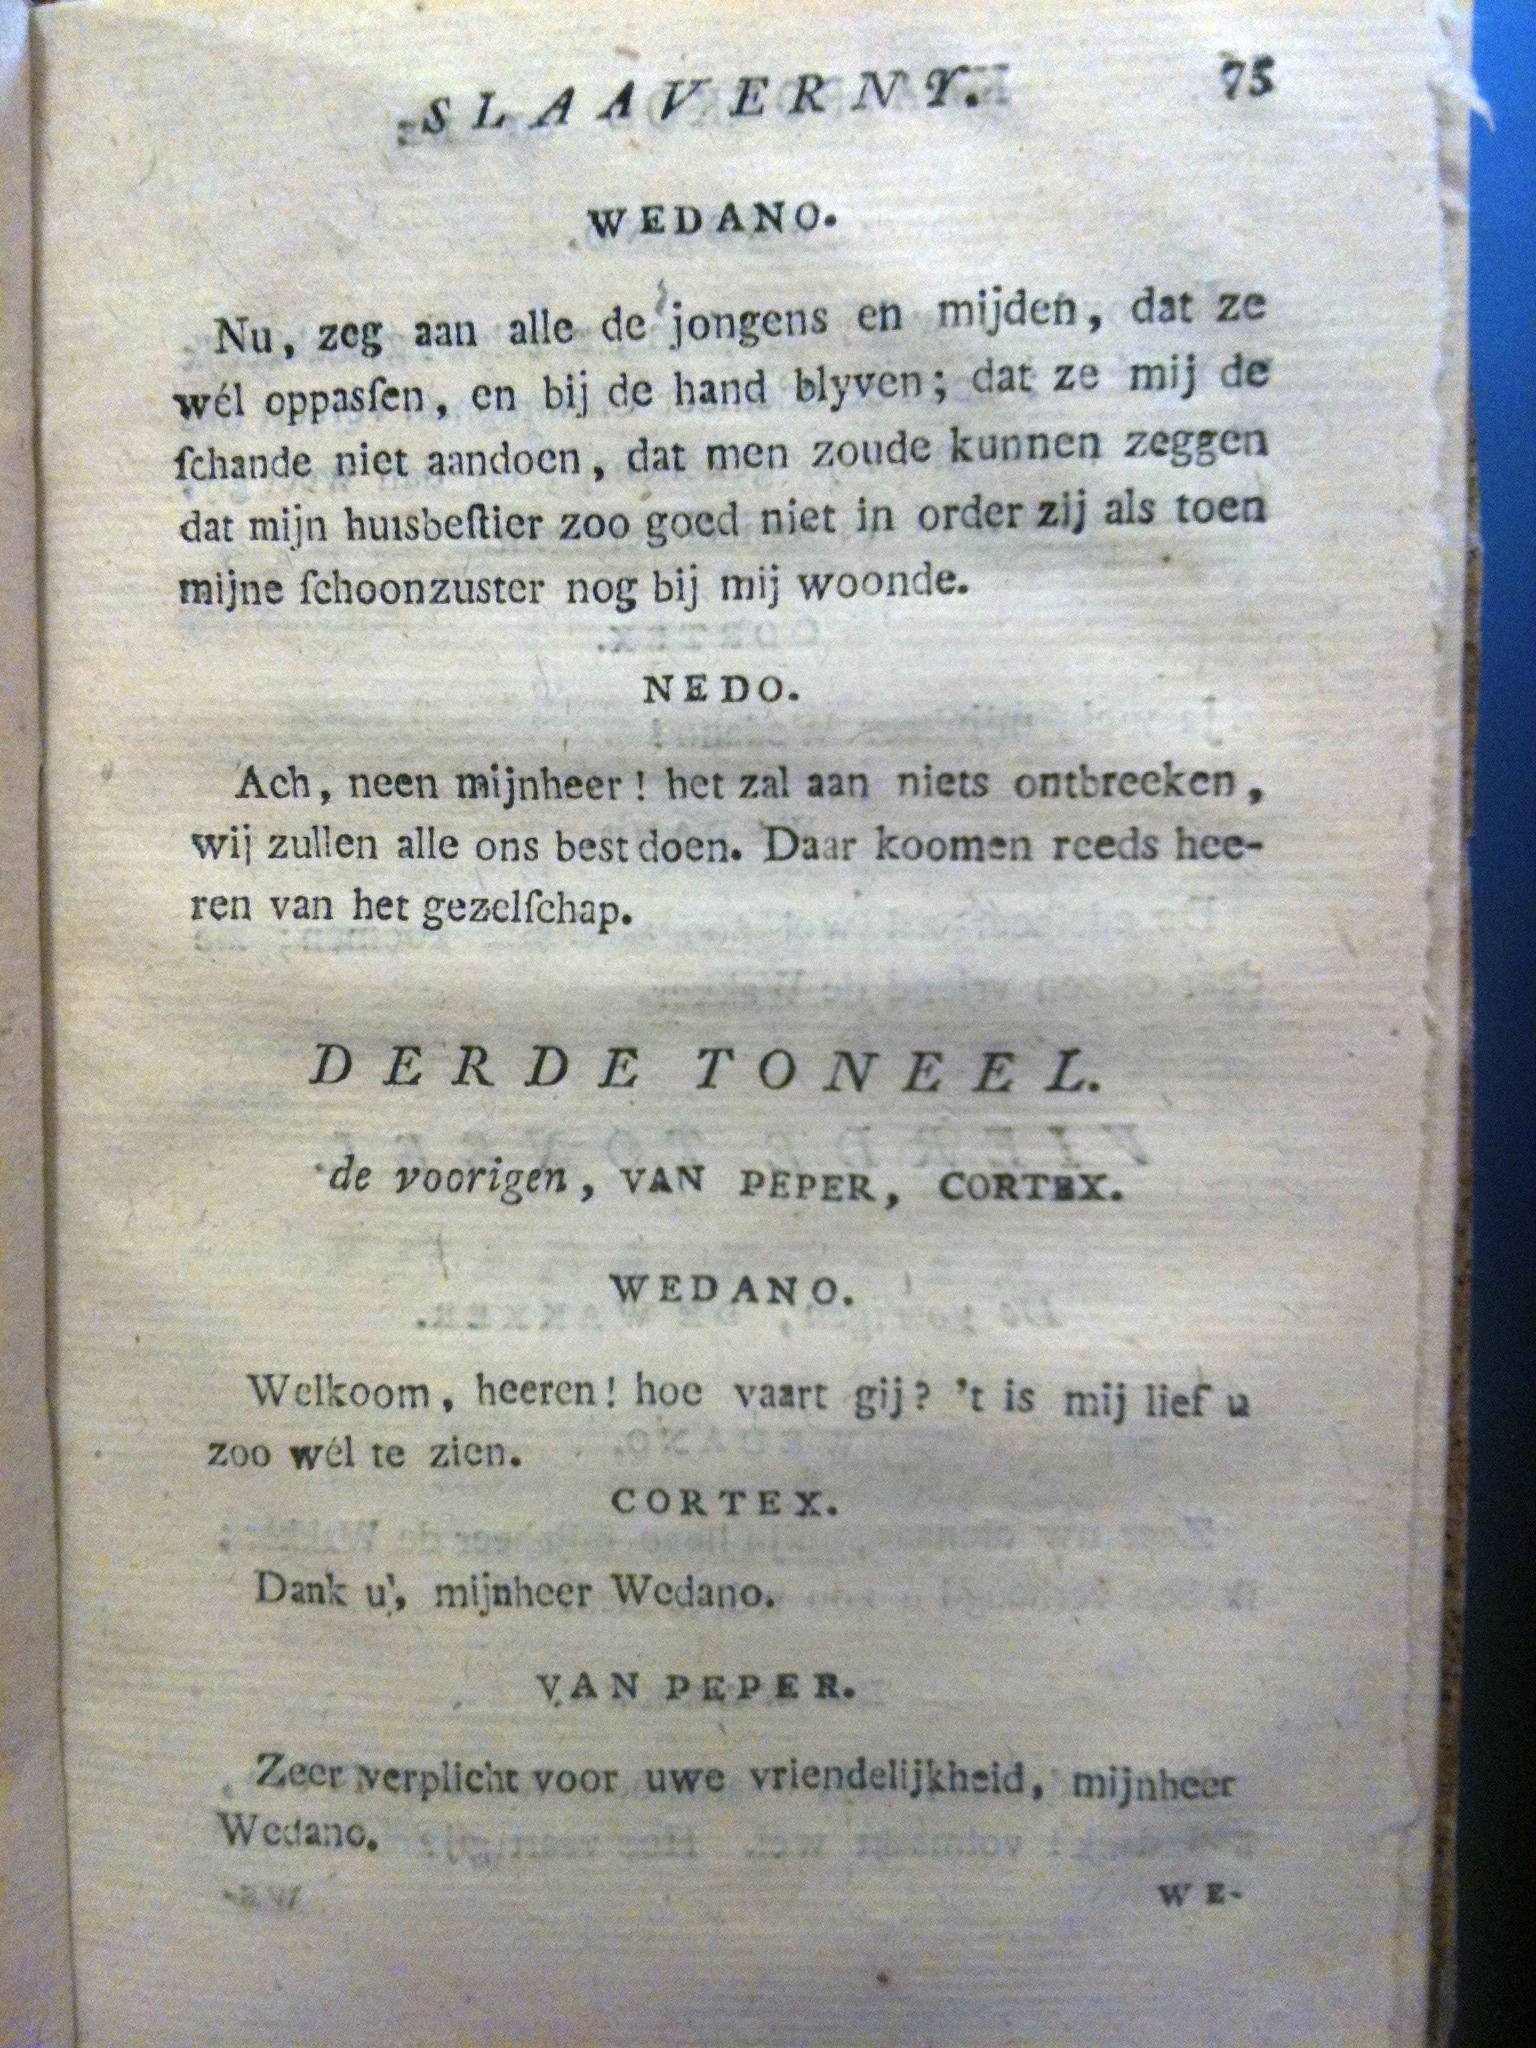 SLAAVERNY. 75
WEDANO.
Nu, zeg aan alle de jongens en mijden, dat ze
wél oppasſen, en bij de hand blyven; dat ze mij de
ſchande niet aandoen, dat men zoude kunnen zeggen
dat mijn huisbeſtier zoo goed niet in order zij als toen
mijne ſchoonzuster nog bij mij woonde.
NEDO.
Ach, neen mijnheer! het zal aan niets ontbreeken,
wij zullen alle ons best doen. Daar koomen reeds hee-
ren van het gezelſchap.
DERDE TONEEL.
de voorigen, VAN PEPER, CORTEX.
WEDANO.
Welkoom, heeren! hoe vaart gij? 't is mij lief u
zoo wél te zien.
CORTEX.
Dank u', mijnheer Wedano.
VAN PEPER.
Zeer verplicht voor uwe vriendelijkheid, mijnheer
Wedano.
WE-